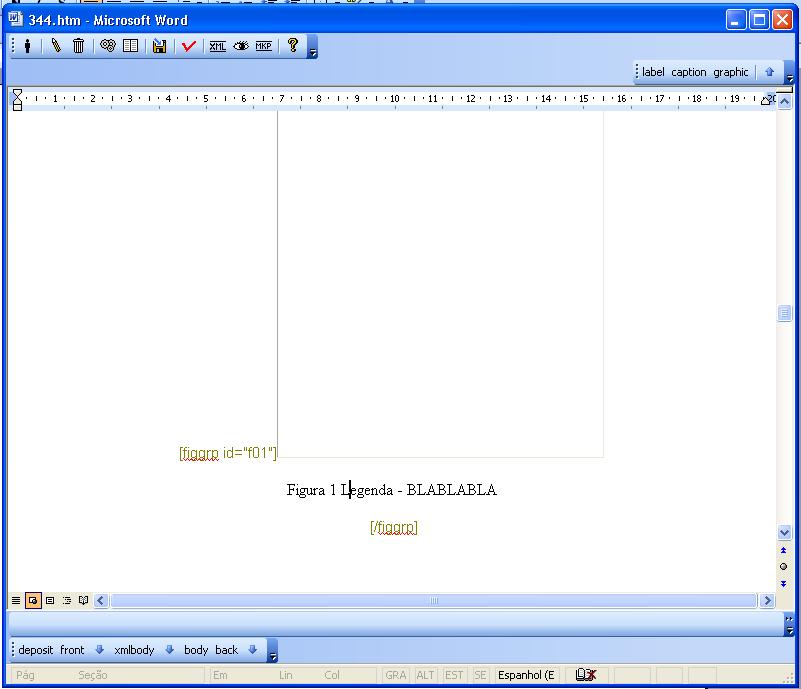 344.htm - Microsoft Word
XML MKP ?
label caption graphic
1 2 3 4 5 6 7 8 9 10 11 12 13 14 15 16 17 18 19 20
[figgrp id="f01"]
Figura 1 Legenda - BLABLABLA
[/figgrp]
deposit front xmlbody body back
Pág Seção Em Lin Col GRA ALT EST SE Espanhol (E